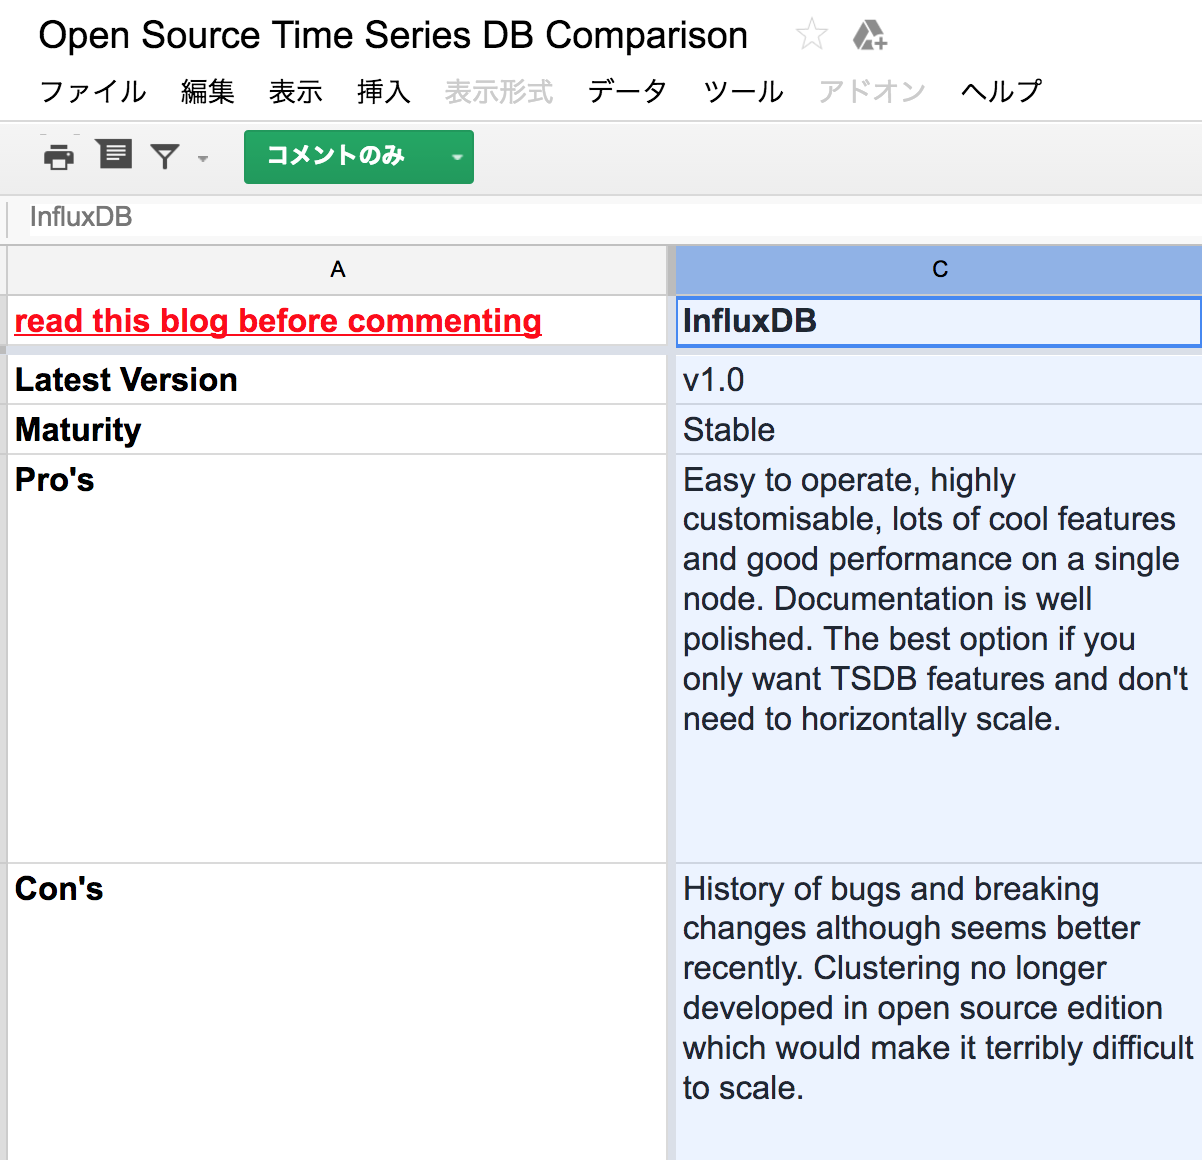 Open Source Time Series DB Comparison
ファイル 編集 表示 挿入 表示形式 データ ツール アドオン ヘルプ
コメントのみ
InfluxDB
A C
read this blog before commenting InfluxDB
Latest Version v1.0
Maturity Stable
Pro's Easy to operate, highly
customisable, lots of cool features
and good performance on a single
node. Documentation is well
polished. The best option if you
only want TSDB features and don't
need to horizontally scale.
Con's History of bugs and breaking
changes although seems better
recently. Clustering no longer
developed in open source edition
which would make it terribly difficult
to scale.